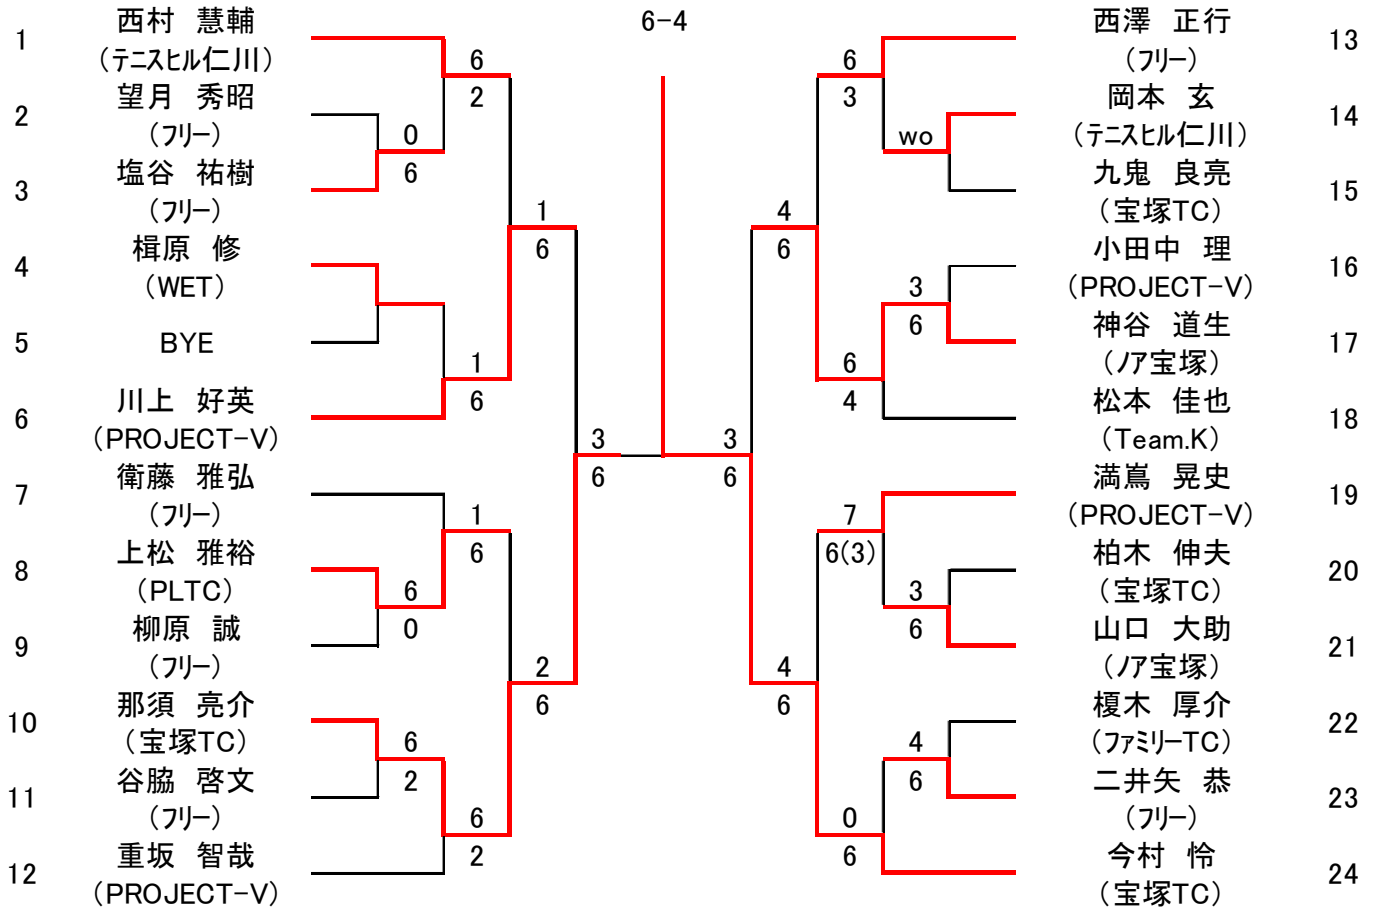 6-4
1
西村 慧輔
(テニスヒル仁川)
2
望月 秀昭
(フリー)
3
塩谷 祐樹
(フリー)
4
楫原 修
(WET)
5
BYE
6
川上 好英
(PROJECT-V)
7
衛藤 雅弘
(フリー)
8
上松 雅裕
(PLTC)
9
柳原 誠
(フリー)
10
那須 亮介
(宝塚TC)
11
谷脇 啓文
(フリー)
12
重坂 智哉
(PROJECT-V)
0
6
6
0
6
2
6
2
1
6
1
6
6
2
1
6
2
6
3
6
3
6
4
6
4
6
6
3
6
4
7
6(3)
0
6
wo
3
6
3
6
4
6
西澤 正行
(フリー)
13
岡本 玄
(テニスヒル仁川)
14
九鬼 良亮
(宝塚TC)
15
小田中 理
(PROJECT-V)
16
神谷 道生
(ノア宝塚)
17
松本 佳也
(Team.K)
18
満嶌 晃史
(PROJECT-V)
19
柏木 伸夫
(宝塚TC)
20
山口 大助
(ノア宝塚)
21
榎木 厚介
(ファミリーTC)
22
二井矢 恭
(フリー)
23
今村 怜
(宝塚TC)
24